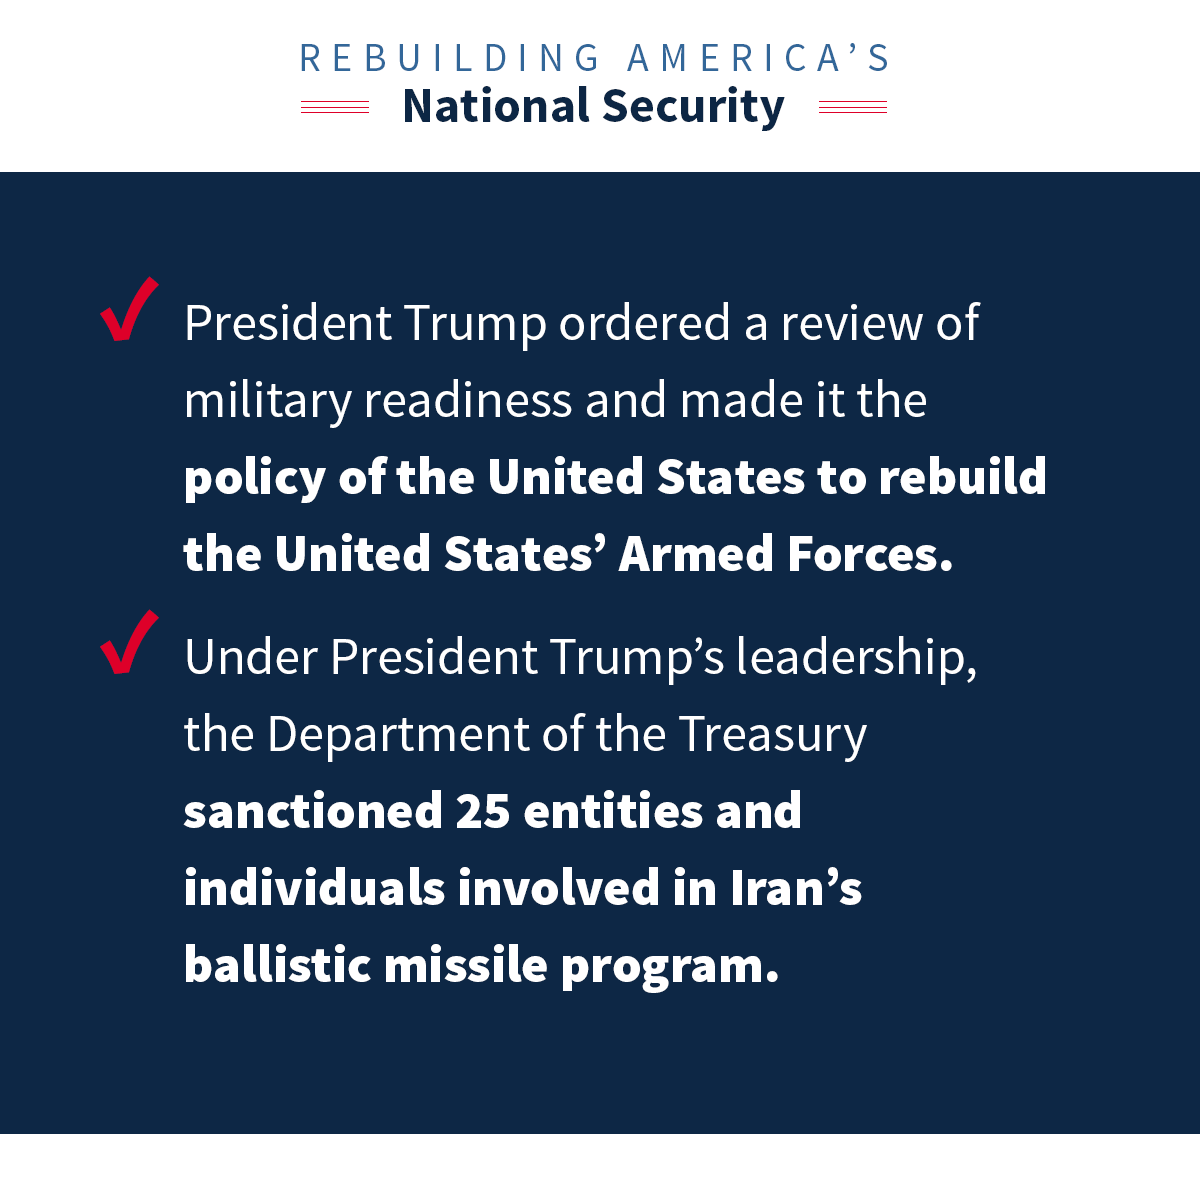 REBUILDING AMERICA’S
National Security
President Trump ordered a review of
military readiness and made it the
policy of the United States to rebuild
the United States’ Armed Forces.
Under President Trump’s leadership,
the Department of the Treasury
sanctioned 25 entities and
individuals involved in Iran’s
ballistic missile program.